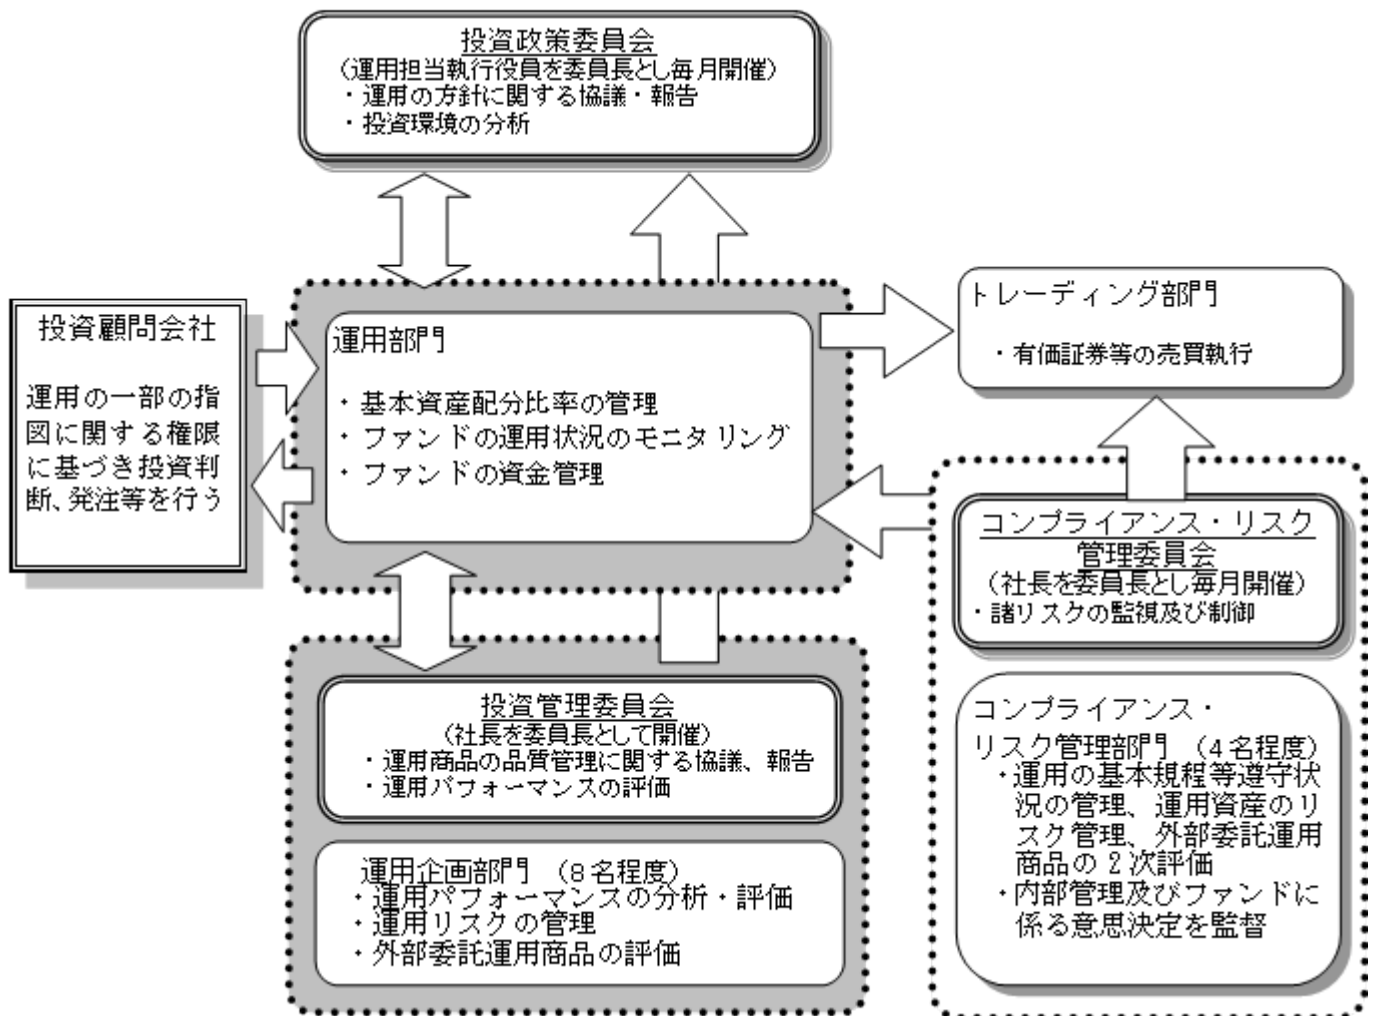 投資政策委員会
(運用担当執行役員を委員長とし毎月開催)
・運用の方針に関する協議・報告
・投資環境の分析
投資顧問会社
運用の一部の指
図に関する権限
に基づき投資判
断、発注等を行う
運用部門
・基本資産配分比率の管理
・ファンドの運用状況のモニタリング
・ファンドの資金管理
トレーディング部門
・有価証券等の売買執行
コンプライアンス・リスク
管理委員会
(社長を委員長とし毎月開催)
・諸リスクの監視及び制御
投資管理委員会
(社長を委員長として開催)
・運用商品の品質管理に関する協議、報告
・運用パフォーマンスの評価
運用企画部門 (8名程度)
・運用パフォーマンスの分析・評価
・運用リスクの管理
・外部委託運用商品の評価
コンプライアンス・
リスク管理部門 (4名程度)
・運用の基本規程等遵守状
況の管理、運用資産のリ
スク管理、外部委託運用
商品の2次評価
・内部管理及びファンドに
係る意思決定を監督